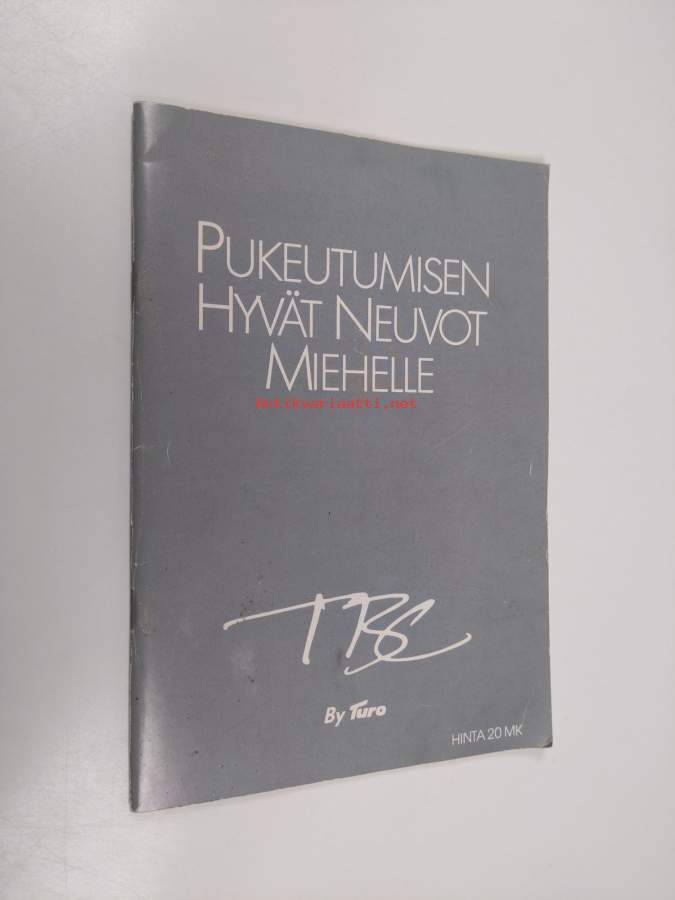 PUKEUTUMISEN
HYVÄT NEUVOT
MIEHELLE
antikvariaatti.net
TBS
By Turo
HINTA 20 MK